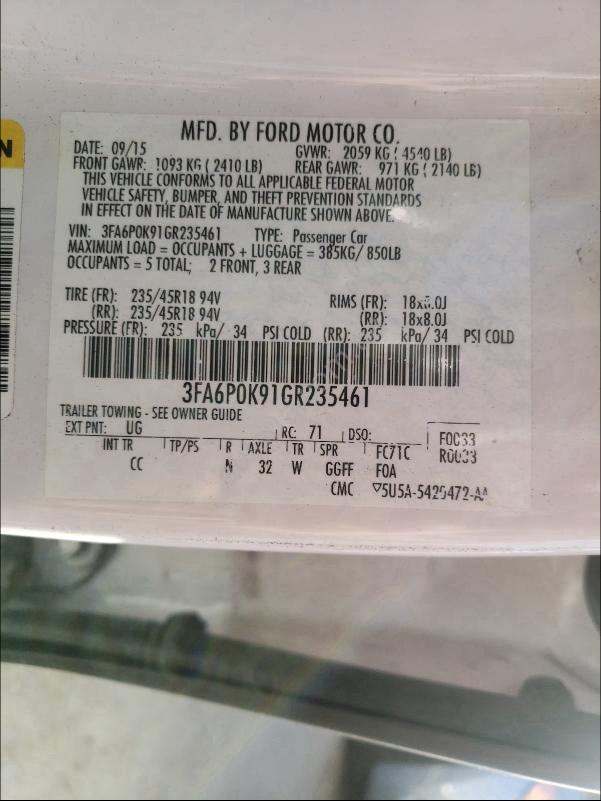 N
MFD. BY FORD MOTOR CO.
DATE: 09/15 GVWR: 2059 KG ( 4540 LB)
FRONT GAWR: 1093 KG ( 2410 LB) REAR GAWR: 971 KG ( 2140 LB)
THIS VEHICLE CONFORMS TO ALL APPLICABLE FEDERAL MOTOR
VEHICLE SAFETY, BUMPER, AND THEFT PREVENTION STANDARDS
IN EFFECT ON THE DATE OF MANUFACTURE SHOWN ABOVE.
VIN: 3FA6P0K91GR235461 TYPE: Passenger Car
MAXIMUM LOAD = OCCUPANTS + LUGGAGE = 385KG/ 850LB
OCCUPANTS = 5 TOTAL; 2 FRONT, 3 REAR
TIRE (FR): 235/45R18 94V RIMS (FR): 18x8.0J
(RR): 235/45R18 94V (RR): 18x8.0J
PRESSURE (FR): 235 kPa/ 34 PSI COLD (RR): 235 kPa/ 34 PSI COLD
3FA6P0K91GR235461
TRAILER TOWING - SEE OWNER GUIDE
EXT PNT: UG RC: 71 DSO: F0033
INT TR TP/PS R AXLE TR SPR FC71C R0033
CC N 32 W GGFF F0A
CMC ▽5U5A-5420472-AA